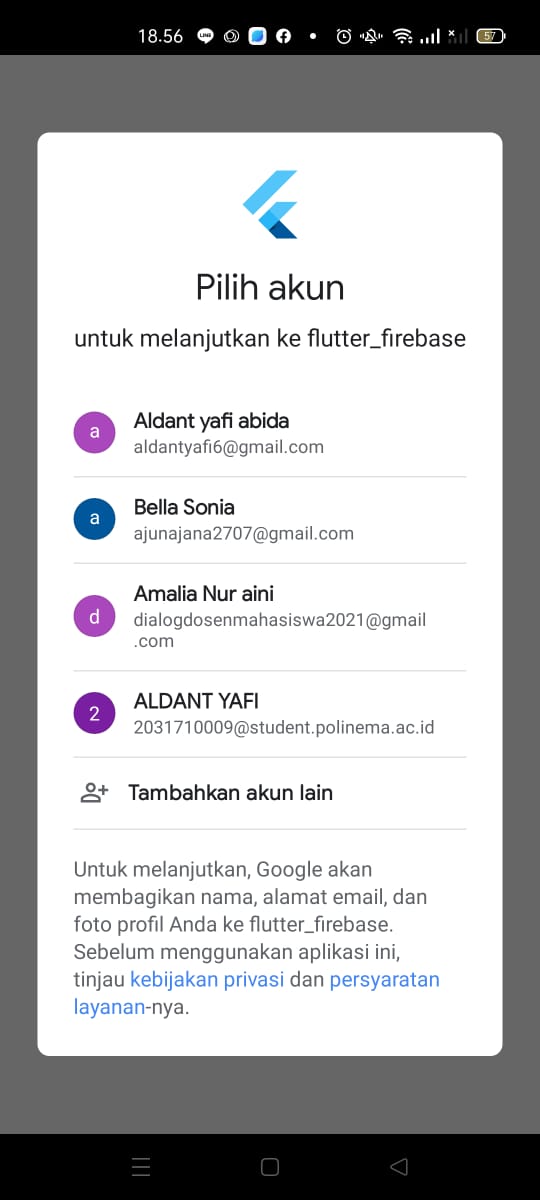 18.56
LINE
57
Pilih akun
untuk melanjutkan ke flutter_firebase
a
Aldant yafi abida
aldantyafi6@gmail.com
a
Bella Sonia
ajunajana2707@gmail.com
d
Amalia Nur aini
dialogdosenmahasiswa2021@gmail
.com
2
ALDANT YAFI
2031710009@student.polinema.ac.id
Tambahkan akun lain
Untuk melanjutkan, Google akan
membagikan nama, alamat email, dan
foto profil Anda ke flutter_firebase.
Sebelum menggunakan aplikasi ini,
tinjau kebijakan privasi dan persyaratan
layanan-nya.